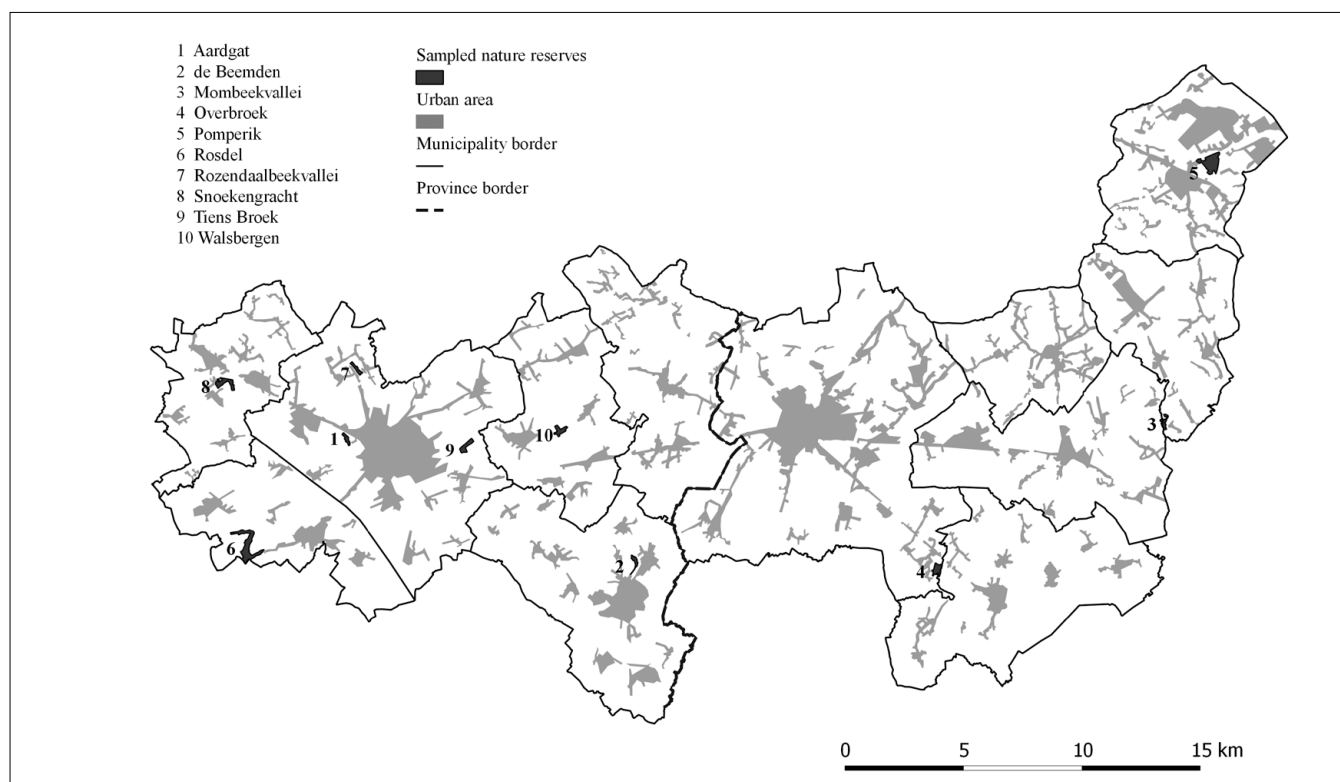 1 Aardgat
2 de Beemden
3 Mombeekvallei
4 Overbroek
5 Pomperik
6 Rosdel
7 Rozendaalbeekvallei
8 Snoekengracht
9 Tiens Broek
10 Walsbergen
Sampled nature reserves
Urban area
Municipality border
Province border
5
8
7
1
9
10
3
6
2
4
0 5 10 15 km